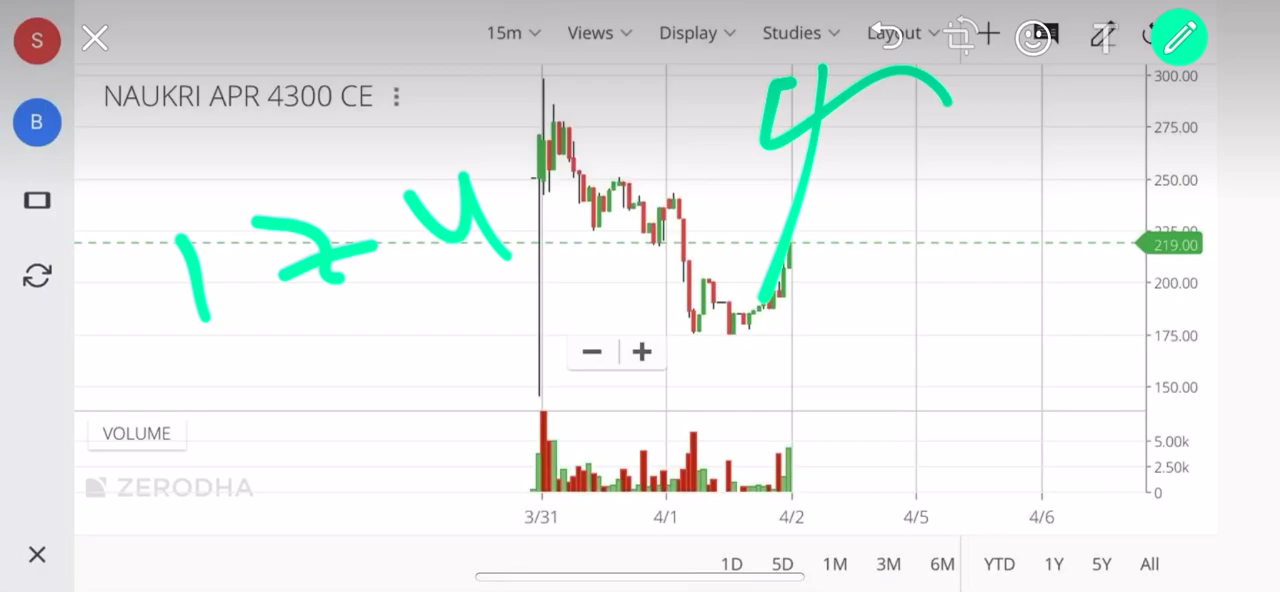 S
15m Views Display Studies Layout
NAUKRI APR 4300 CE
B
300.00
275.00
250.00
225.00
219.00
200.00
175.00
150.00
VOLUME
5.00k
2.50k
0
ZERODHA
3/31 4/1 4/2 4/5 4/6
1D 5D 1M 3M 6M YTD 1Y 5Y All